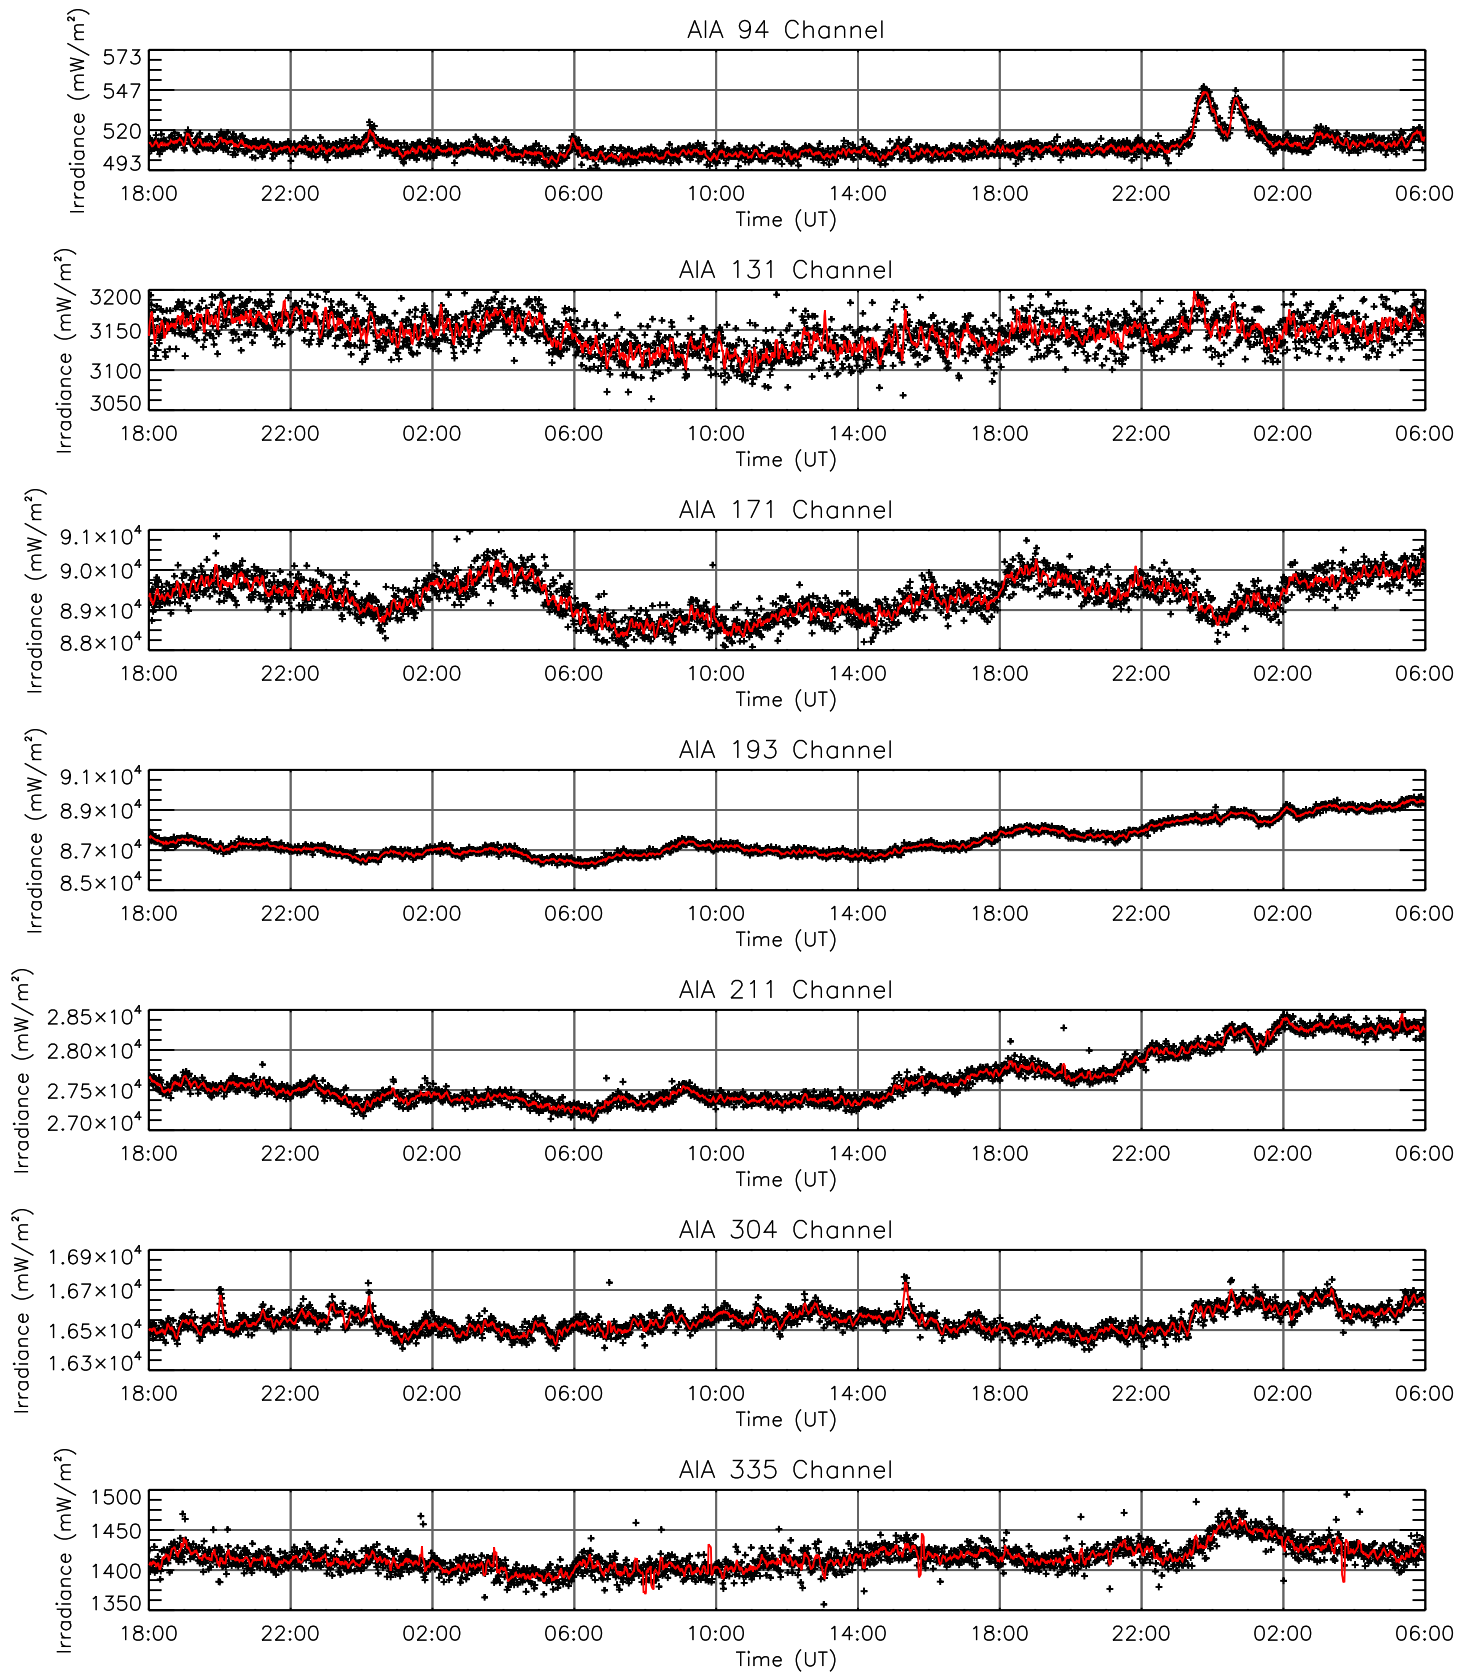 AIA 94 Channel
Irradiance (mW/m²)
573
547
520
493
18:00 22:00 02:00 06:00 10:00 14:00 18:00 22:00 02:00 06:00
Time (UT)
AIA 131 Channel
Irradiance (mW/m²)
3200
3150
3100
3050
18:00 22:00 02:00 06:00 10:00 14:00 18:00 22:00 02:00 06:00
Time (UT)
AIA 171 Channel
Irradiance (mW/m²)
9.1×10⁴
9.0×10⁴
8.9×10⁴
8.8×10⁴
18:00 22:00 02:00 06:00 10:00 14:00 18:00 22:00 02:00 06:00
Time (UT)
AIA 193 Channel
Irradiance (mW/m²)
9.1×10⁴
8.9×10⁴
8.7×10⁴
8.5×10⁴
18:00 22:00 02:00 06:00 10:00 14:00 18:00 22:00 02:00 06:00
Time (UT)
AIA 211 Channel
Irradiance (mW/m²)
2.85×10⁴
2.80×10⁴
2.75×10⁴
2.70×10⁴
18:00 22:00 02:00 06:00 10:00 14:00 18:00 22:00 02:00 06:00
Time (UT)
AIA 304 Channel
Irradiance (mW/m²)
1.69×10⁴
1.67×10⁴
1.65×10⁴
1.63×10⁴
18:00 22:00 02:00 06:00 10:00 14:00 18:00 22:00 02:00 06:00
Time (UT)
AIA 335 Channel
Irradiance (mW/m²)
1500
1450
1400
1350
18:00 22:00 02:00 06:00 10:00 14:00 18:00 22:00 02:00 06:00
Time (UT)